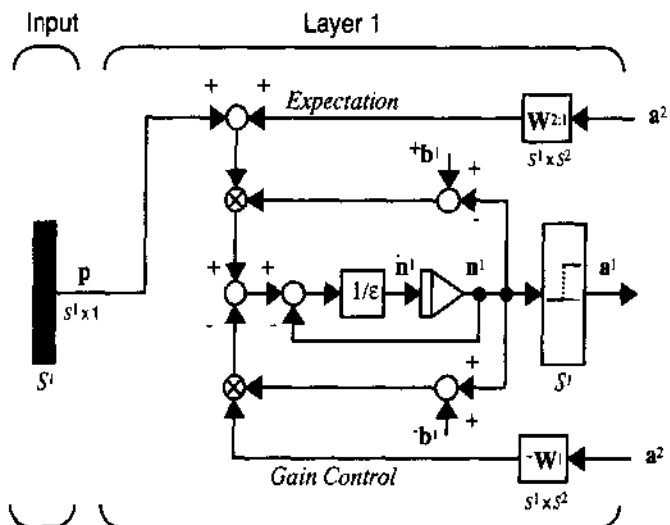 Input
Layer 1
+ +
Expectation
W²:¹
a²
S¹ x S²
+b¹
+
-
p
S¹ x 1
S¹
+ +
- -
1/ε
ṅ¹
n¹
a¹
S¹
+
+
-b¹
Gain Control
-W¹
a²
S¹ x S²